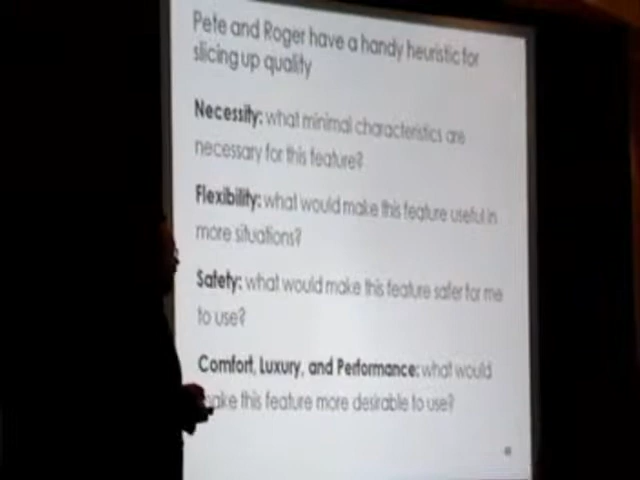 Pete and Roger have a handy heuristic for
slicing up quality
Necessity: what minimal characteristics are
necessary for this feature?
Flexibility: what would make this feature useful in
more situations?
Safety: what would make this feature safer for me
to use?
Comfort, Luxury, and Performance: what would
make this feature more desirable to use?